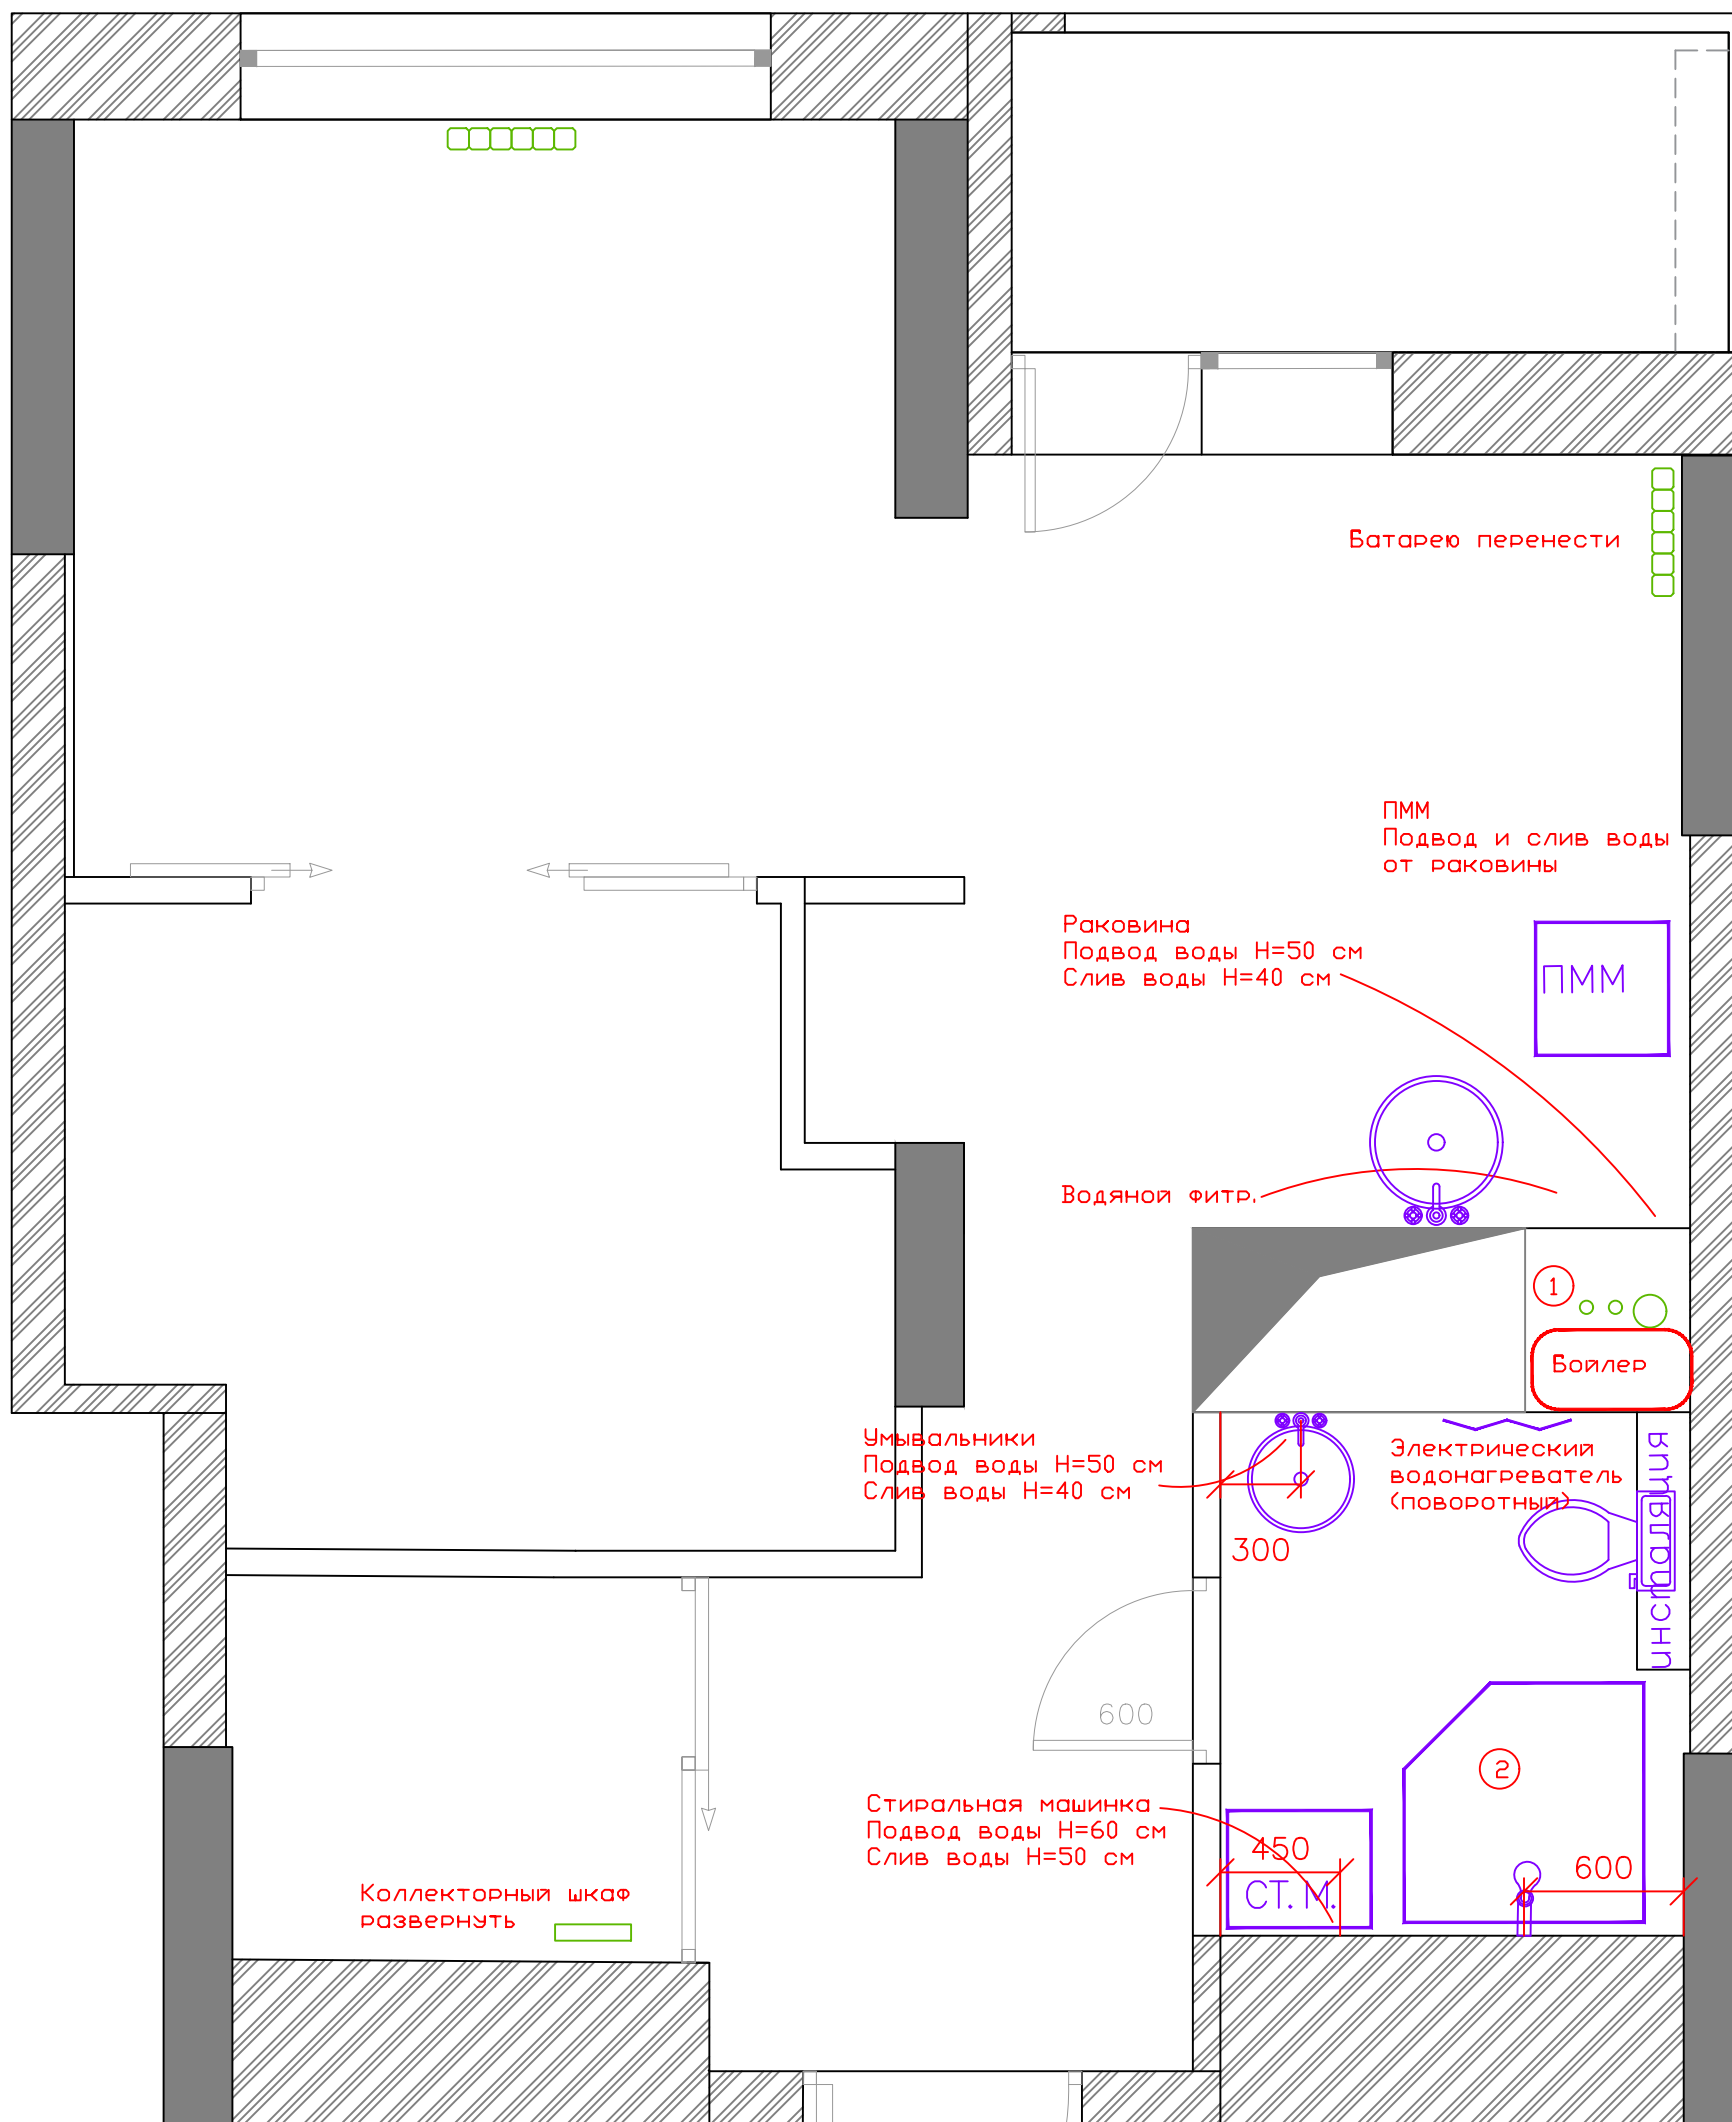 Батарею перенести
ПММ
Подвод и слив воды
от раковины
Раковина
Подвод воды Н=50 см
Слив воды Н=40 см
ПММ
Водяной фитр.
1
Бойлер
Умывальники
Подвод воды Н=50 см
Слив воды Н=40 см
Электрический
водонагреватель
(поворотный)
инсталяция
300
600
2
Стиральная машинка
Подвод воды Н=60 см
Слив воды Н=50 см
450
600
СТ.М.
Коллекторный шкаф
развернуть